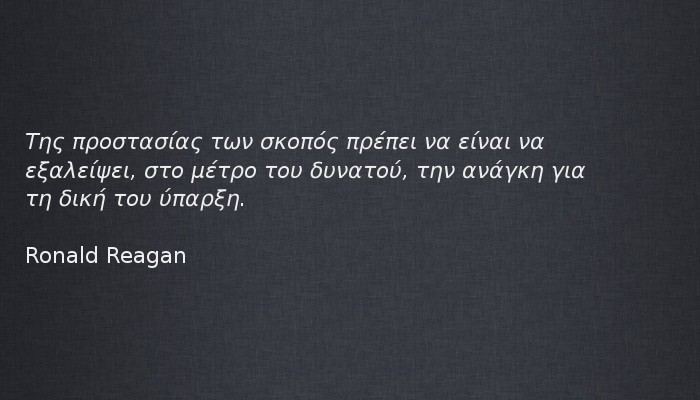 Της προστασίας των σκοπός πρέπει να είναι να
εξαλείψει, στο μέτρο του δυνατού, την ανάγκη για
τη δική του ύπαρξη.
Ronald Reagan